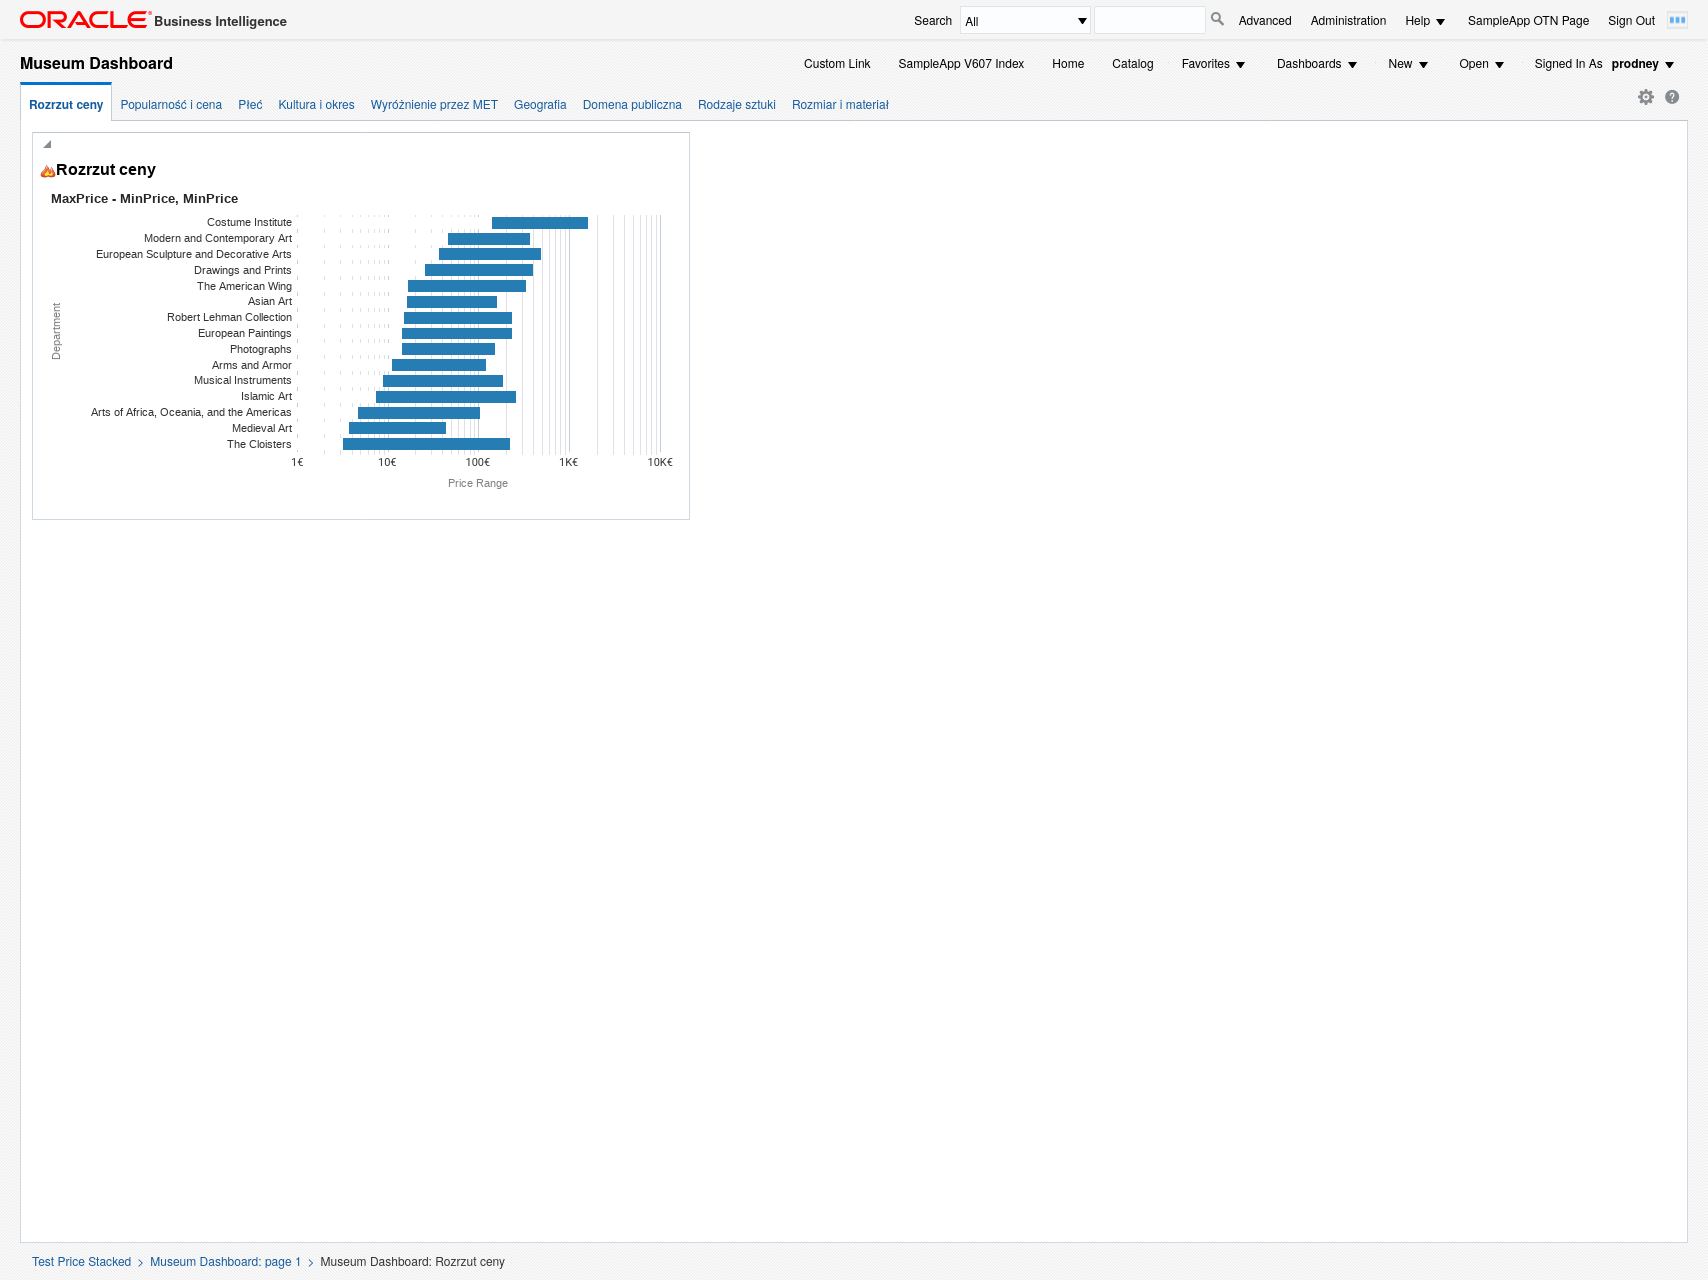 ORACLE® Business Intelligence
Search All Advanced Administration Help SampleApp OTN Page Sign Out
Museum Dashboard
Custom Link SampleApp V607 Index Home Catalog Favorites Dashboards New Open Signed In As prodney
Rozrzut ceny Popularność i cena Płeć Kultura i okres Wyróżnienie przez MET Geografia Domena publiczna Rodzaje sztuki Rozmiar i materiał
Rozrzut ceny
MaxPrice - MinPrice, MinPrice
Department
Costume Institute
Modern and Contemporary Art
European Sculpture and Decorative Arts
Drawings and Prints
The American Wing
Asian Art
Robert Lehman Collection
European Paintings
Photographs
Arms and Armor
Musical Instruments
Islamic Art
Arts of Africa, Oceania, and the Americas
Medieval Art
The Cloisters
1€ 10€ 100€ 1K€ 10K€
Price Range
Test Price Stacked > Museum Dashboard: page 1 > Museum Dashboard: Rozrzut ceny